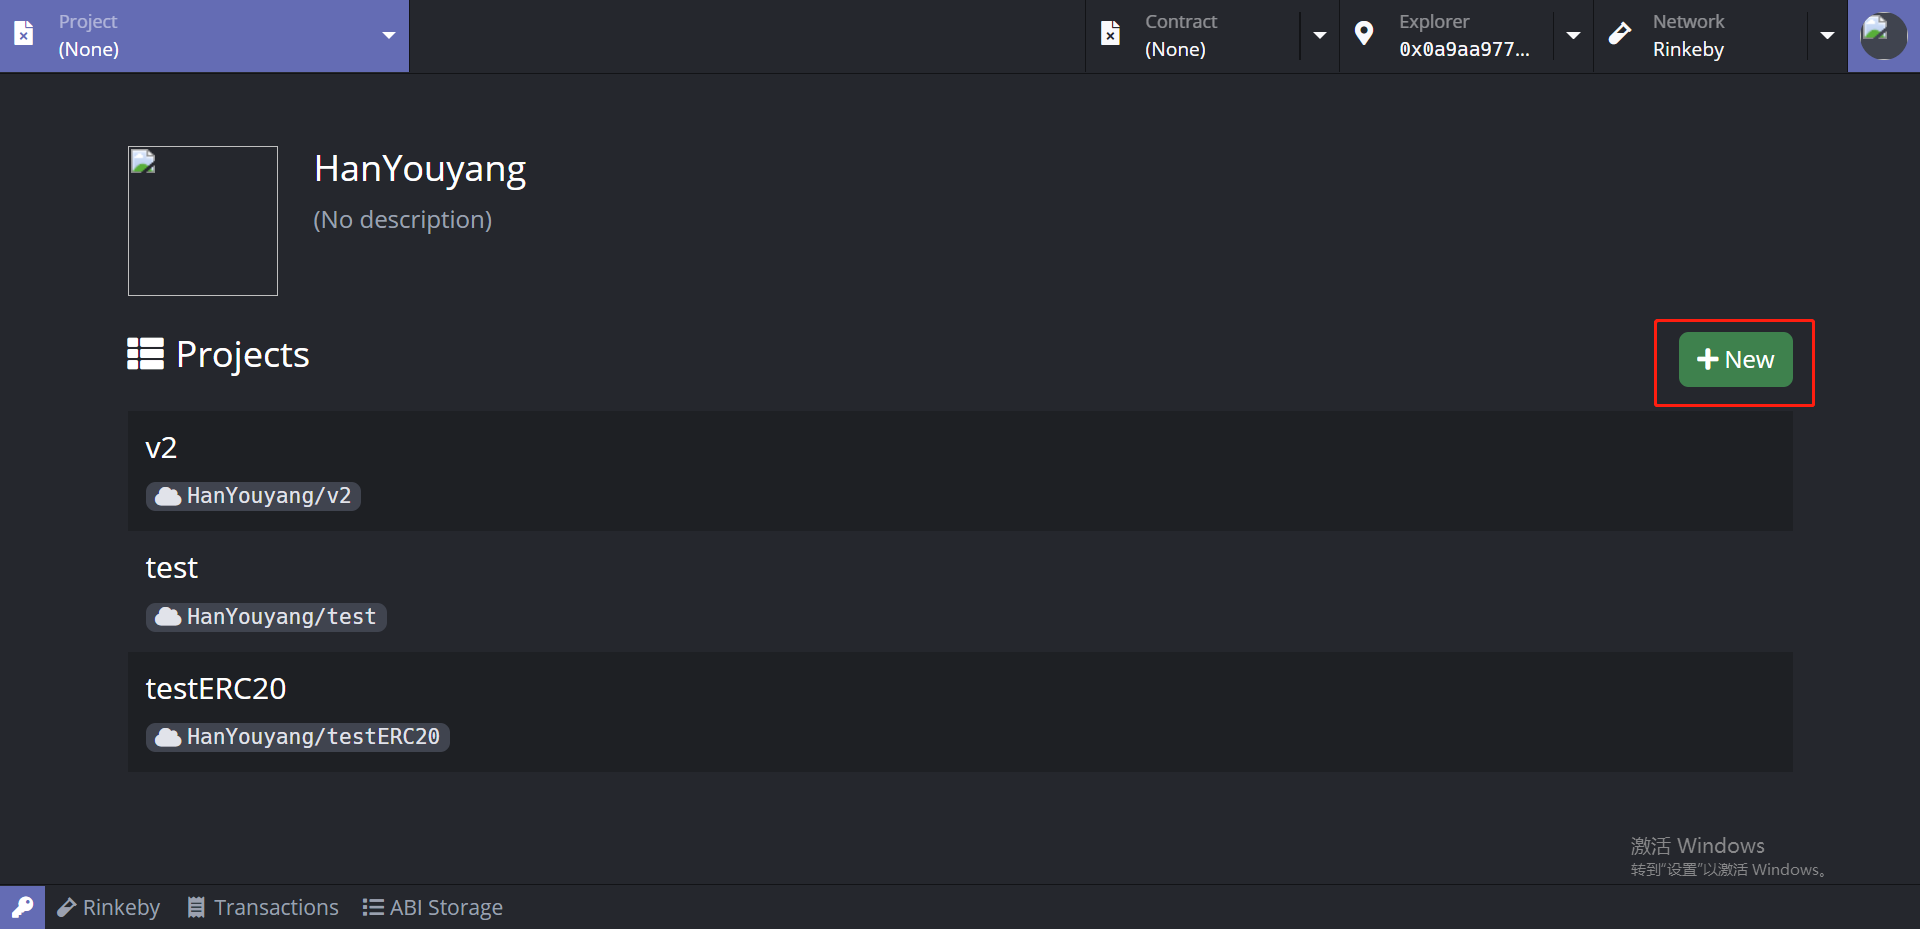 Project
(None)
Contract
(None)
Explorer
0x0a9aa977...
Network
Rinkeby
HanYouyang
(No description)
Projects
New
v2
HanYouyang/v2
test
HanYouyang/test
testERC20
HanYouyang/testERC20
激活 Windows
转到“设置”以激活 Windows。
Rinkeby
Transactions
ABI Storage